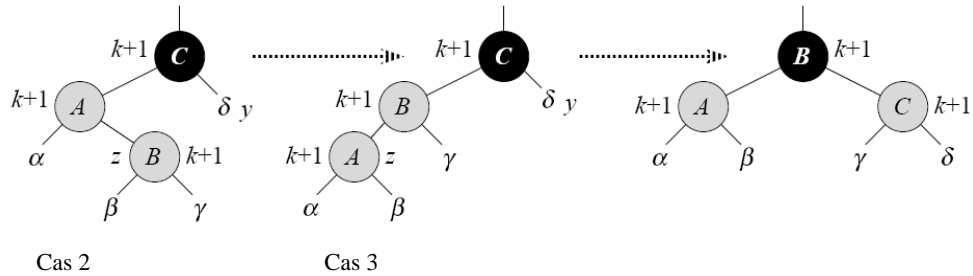 k+1 C k+1 C B k+1
k+1 A δ y k+1 B δ y k+1 A C k+1
α z B k+1 k+1 A z γ α β γ δ
β γ α β
Cas 2 Cas 3